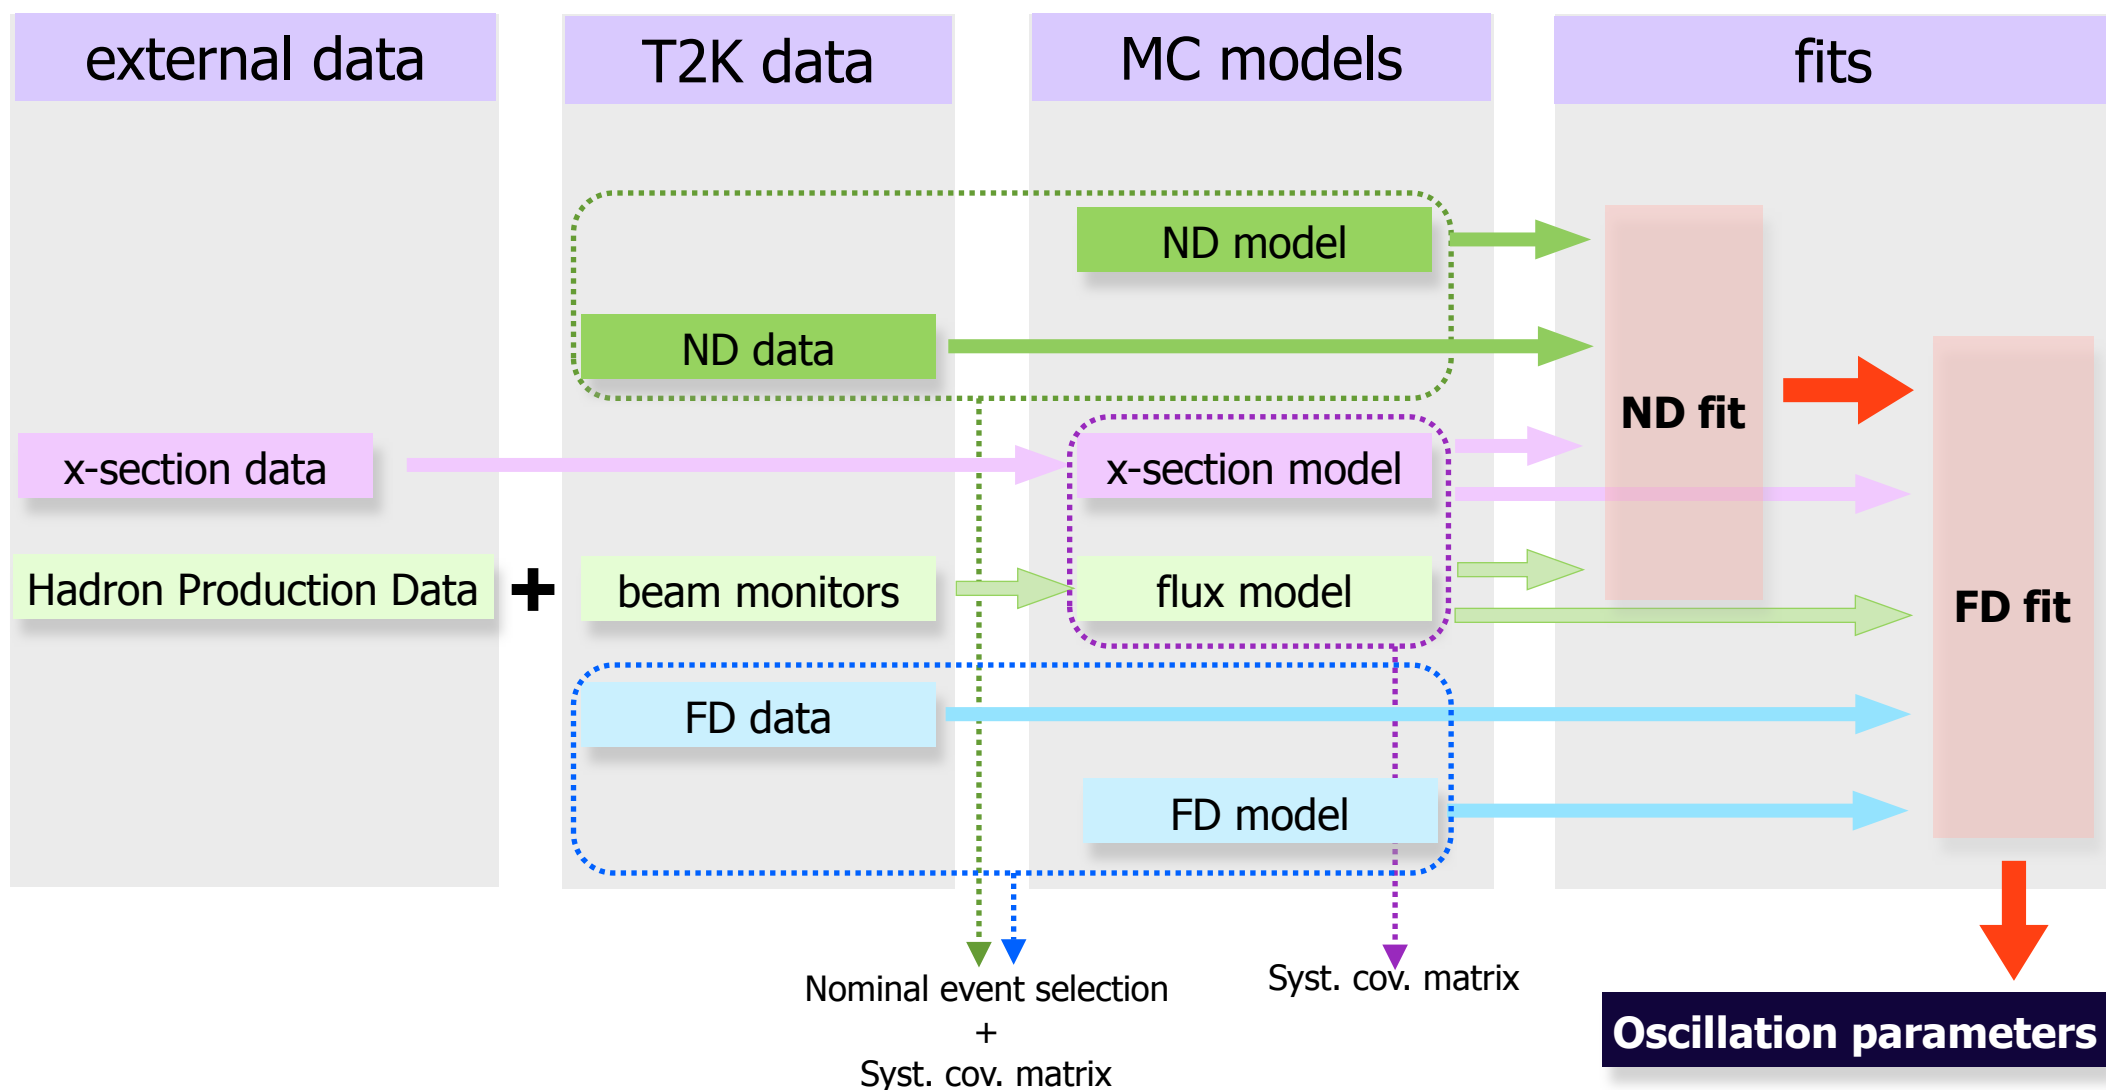 external data
T2K data
MC models
fits
ND model
ND data
ND fit
x-section data
x-section model
Hadron Production Data
+
beam monitors
flux model
FD fit
FD data
FD model
Nominal event selection
+
Syst. cov. matrix
Syst. cov. matrix
Oscillation parameters